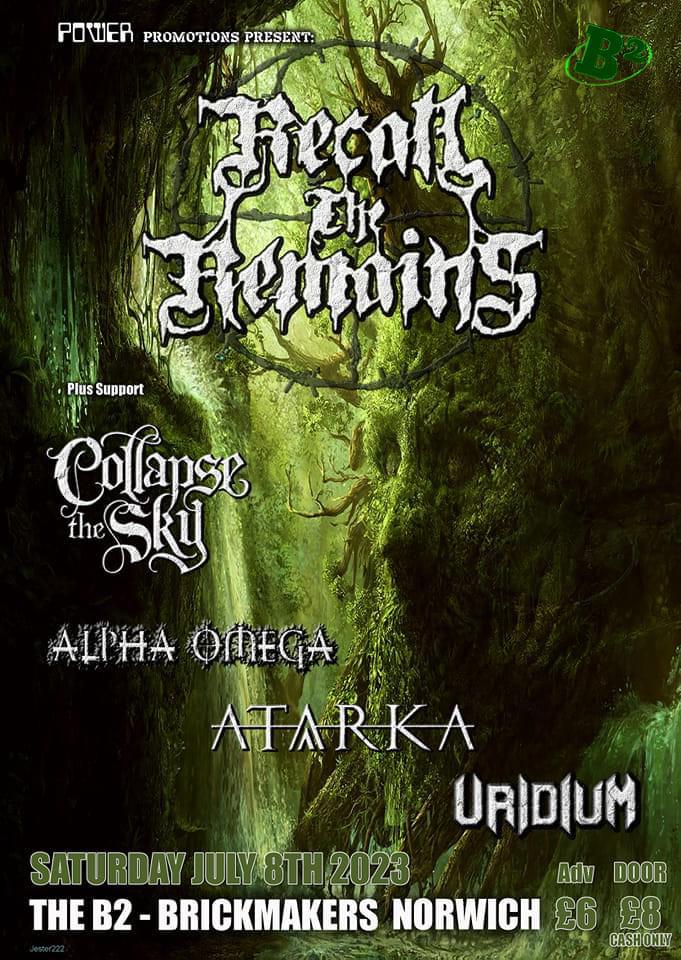 POWER PROMOTIONS PRESENT:
B2
Recall
The
Remains
Plus Support
Collapse
the Sky
ALPHA OMEGA
ATARKA
URIDIUM
SATURDAY JULY 8TH 2023 Adv DOOR
THE B2 - BRICKMAKERS NORWICH £6 £8
CASH ONLY
Jester222